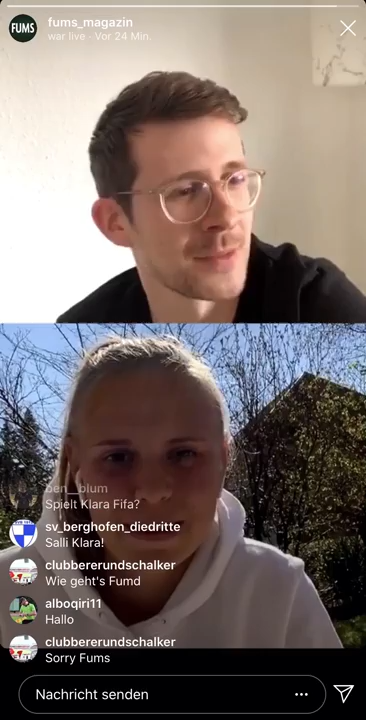 FUMS
fums_magazin
war live · Vor 24 Min.
ben__blum
Spielt Klara Fifa?
sv_berghofen_diedritte
Salli Klara!
clubbererundschalker
Wie geht's Fumd
alboqiri11
Hallo
clubbererundschalker
Sorry Fums
Nachricht senden